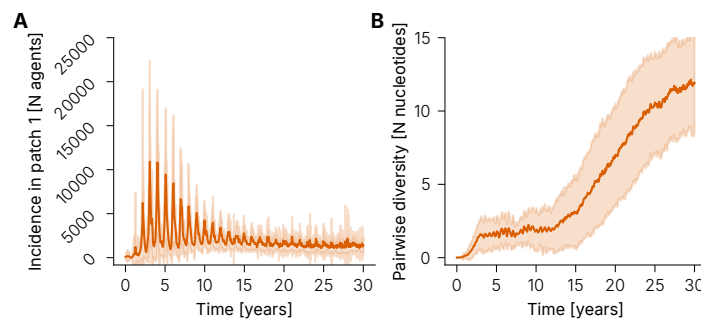 A
Incidence in patch 1 [N agents]
25000
20000
15000
10000
5000
0
0 5 10 15 20 25 30
Time [years]
B
Pairwise diversity [N nucleotides]
15
10
5
0
0 5 10 15 20 25 30
Time [years]